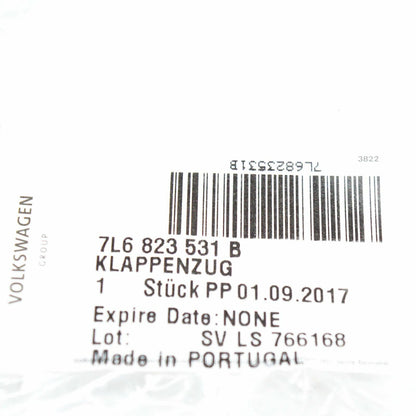 3822
7L6823531B
7L6 823 531 B
KLAPPENZUG
1 Stück PP 01.09.2017
Expire Date:NONE
Lot: SV LS 766168
Made in PORTUGAL
VOLKSWAGEN
GROUP